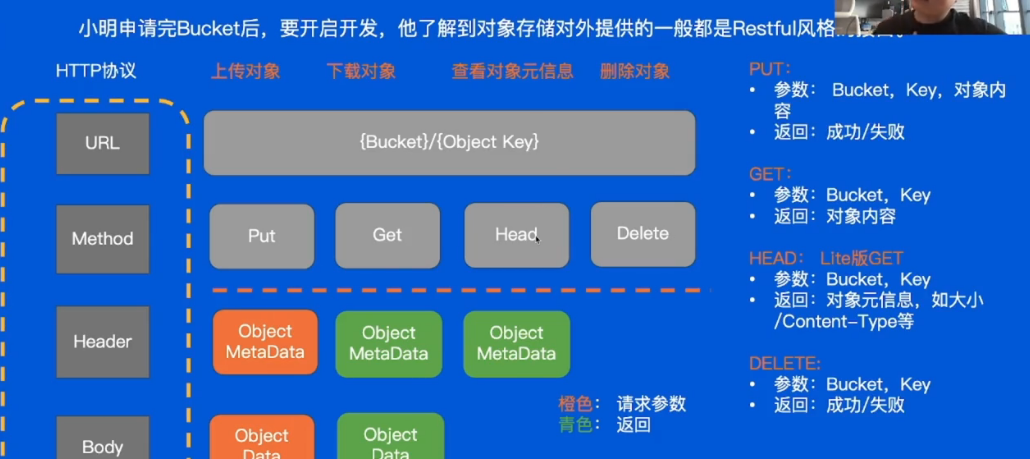 小明申请完Bucket后，要开启开发，他了解到对象存储对外提供的一般都是Restful风格
HTTP协议 上传对象 下载对象 查看对象元信息 删除对象
URL {Bucket}/{Object Key}
Method Put Get Head Delete
Header Object MetaData Object MetaData Object MetaData
橙色： 请求参数
青色： 返回
Body Object Data Object Data
PUT：
• 参数： Bucket，Key，对象内
容
• 返回：成功/失败
GET：
• 参数：Bucket，Key
• 返回：对象内容
HEAD： Lite版GET
• 参数：Bucket，Key
• 返回：对象元信息，如大小
/Content-Type等
DELETE:
• 参数：Bucket，Key
• 返回：成功/失败